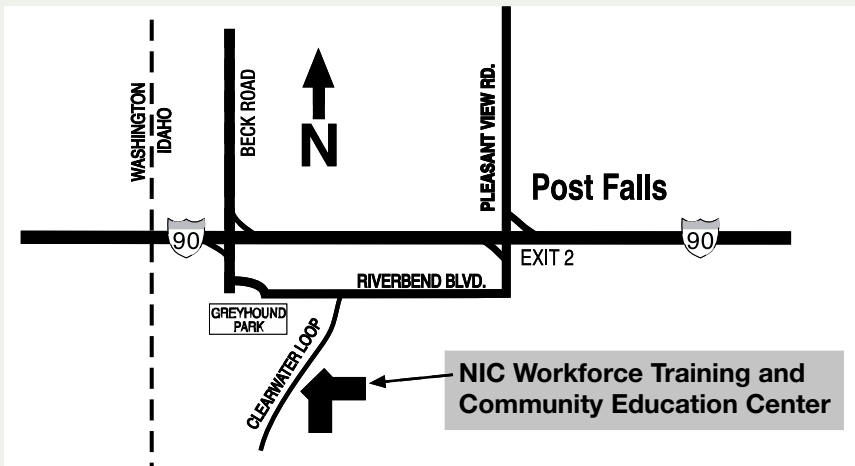 WASHINGTON
IDAHO
BECK ROAD
N
PLEASANT VIEW RD.
Post Falls
90
90
EXIT 2
RIVERBEND BLVD.
GREYHOUND
PARK
CLEARWATER LOOP
NIC Workforce Training and
Community Education Center